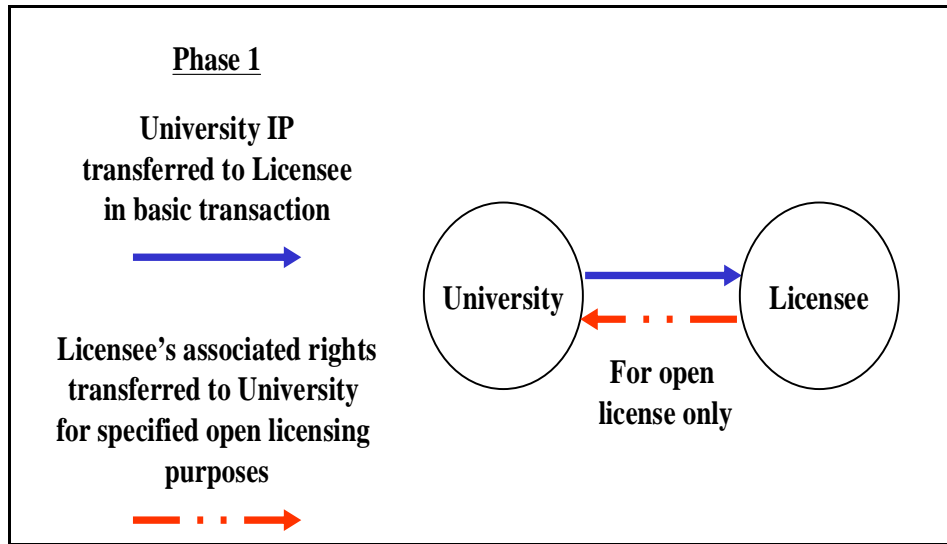 Phase 1
University IP
transferred to Licensee
in basic transaction
Licensee’s associated rights
transferred to University
for specified open licensing
purposes
University
Licensee
For open
license only